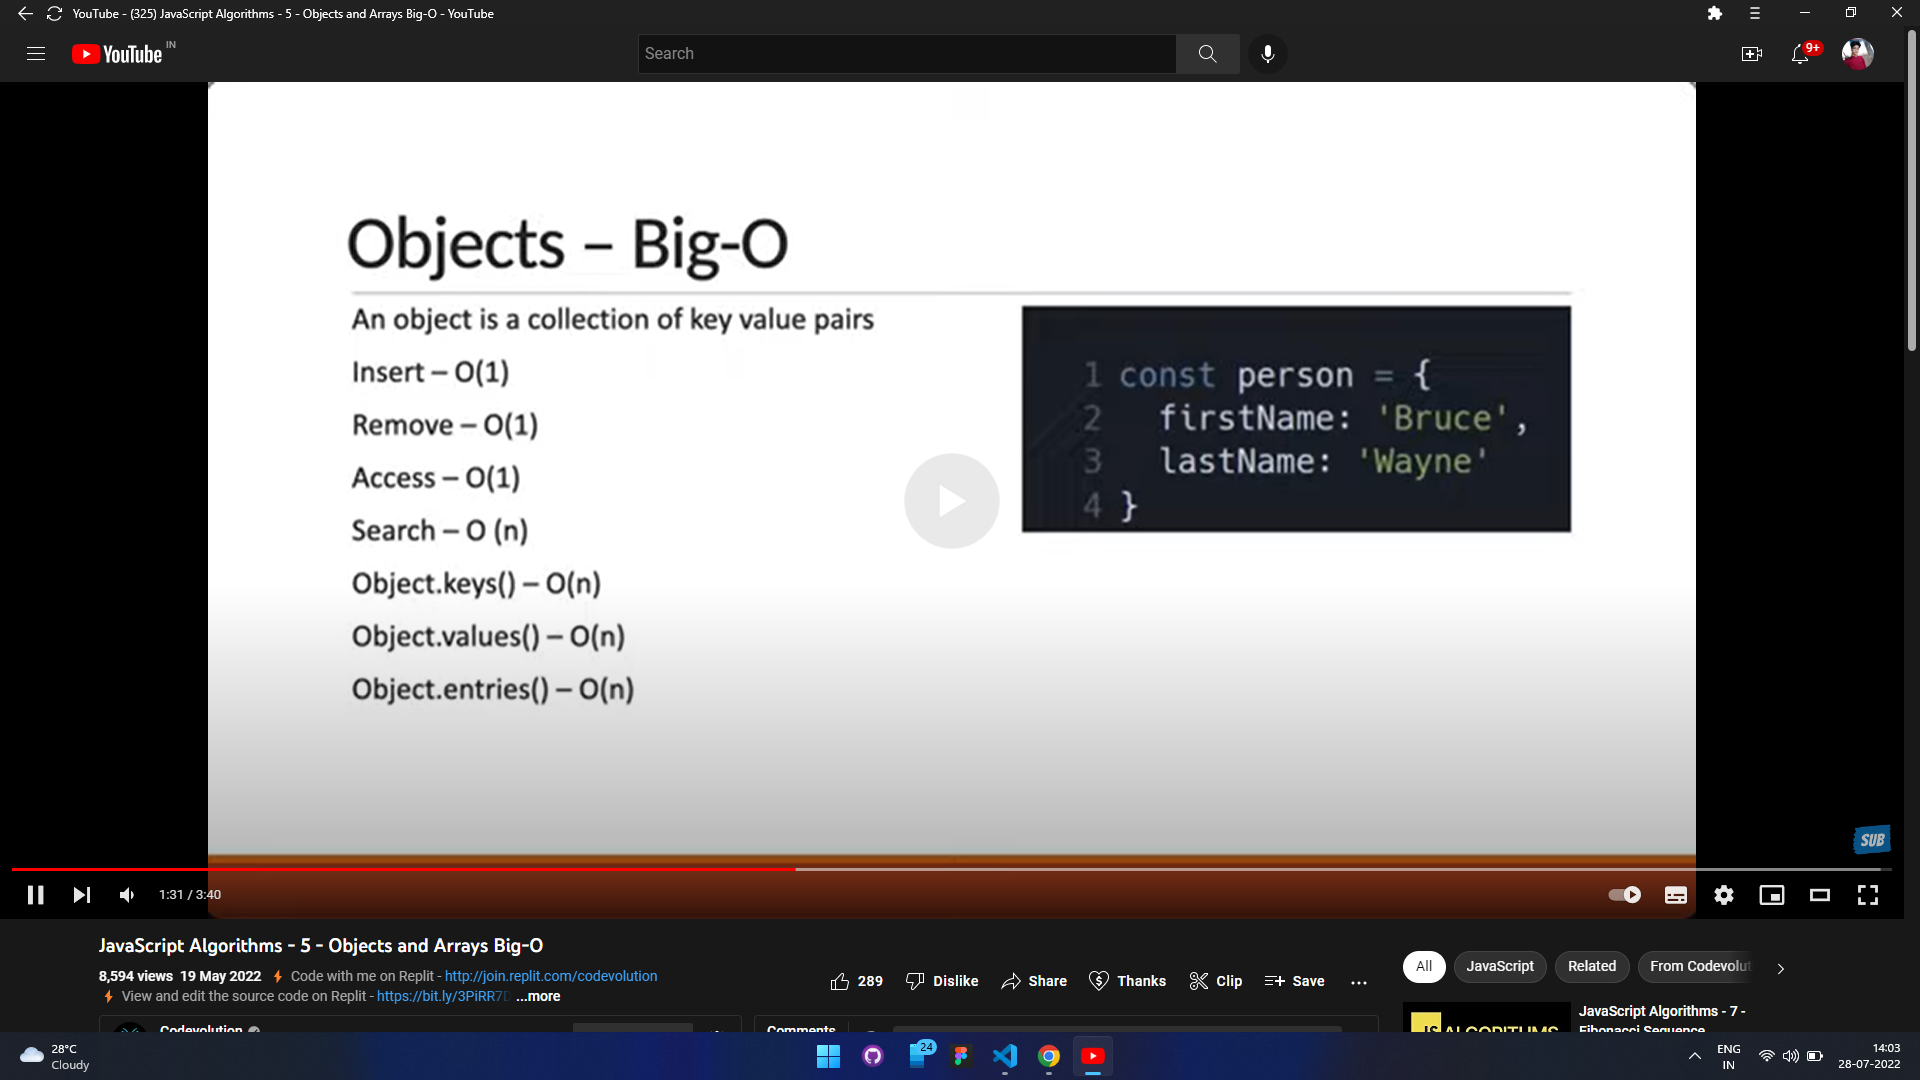 YouTube - (325) JavaScript Algorithms - 5 - Objects and Arrays Big-O - YouTube
YouTube IN
Search
9+
Objects – Big-O
An object is a collection of key value pairs
Insert – O(1)
Remove – O(1)
Access – O(1)
Search – O (n)
Object.keys() – O(n)
Object.values() – O(n)
Object.entries() – O(n)
1 const person = {
2 firstName: 'Bruce',
3 lastName: 'Wayne'
4 }
SUB
1:31 / 3:40
JavaScript Algorithms - 5 - Objects and Arrays Big-O
8,594 views 19 May 2022 Code with me on Replit - http://join.replit.com/codevolution
View and edit the source code on Replit - https://bit.ly/3PiRR7 ...more
289 Dislike Share Thanks Clip Save
All JavaScript Related From Codevolut
Codevolution
Comments
JS ALGORITHMS
JavaScript Algorithms - 7 -
Fibonacci Sequence
28°C
Cloudy
24
ENG
IN
14:03
28-07-2022